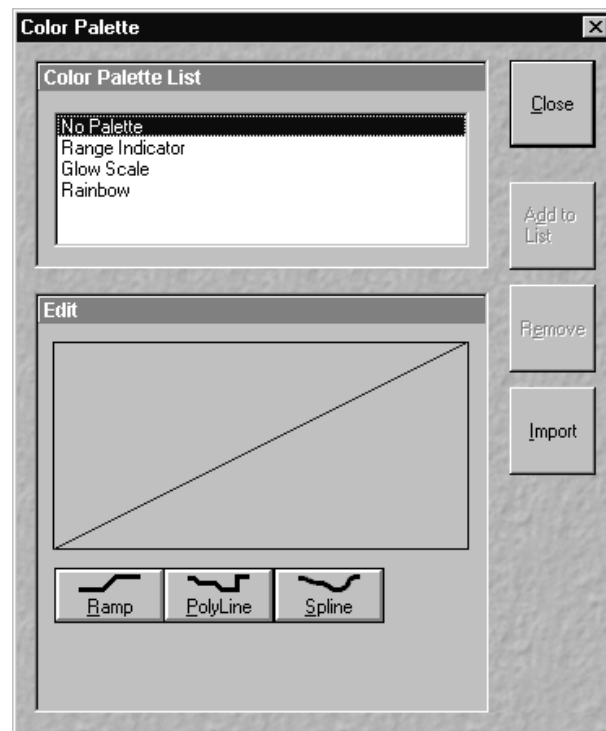 Color Palette
Color Palette List
No Palette
Range Indicator
Glow Scale
Rainbow
Close
Add to
List
Remove
Import
Edit
Ramp
PolyLine
Spline